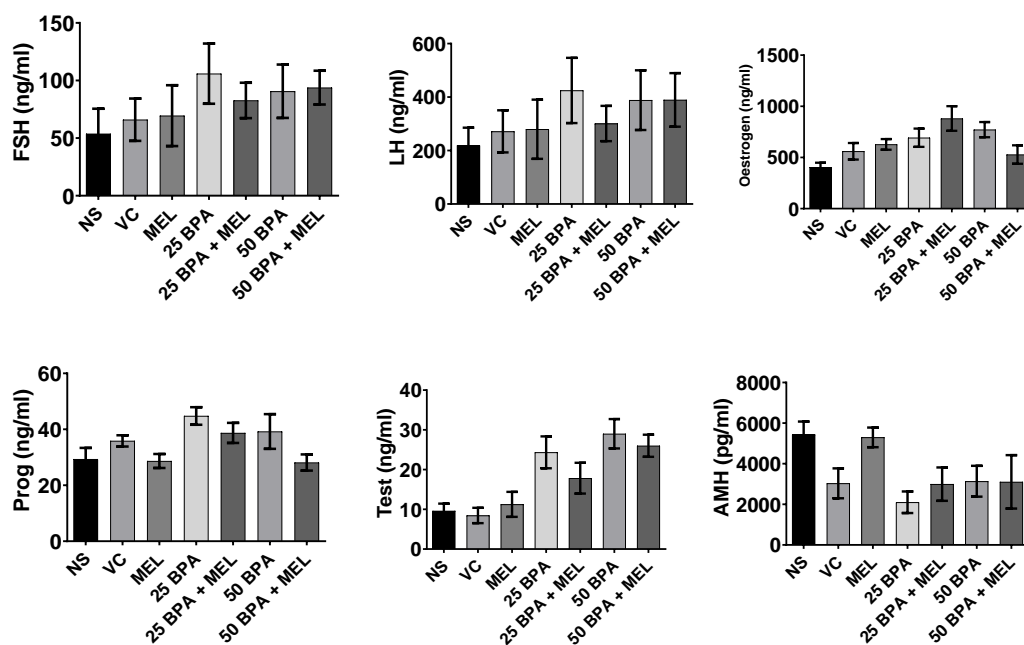 FSH (ng/ml)
150
100
50
0
NS
VC
MEL
25 BPA
25 BPA + MEL
50 BPA
50 BPA + MEL
LH (ng/ml)
600
400
200
0
NS
VC
MEL
25 BPA
25 BPA + MEL
50 BPA
50 BPA + MEL
Oestrogen (ng/ml)
1500
1000
500
0
NS
VC
MEL
25 BPA
25 BPA + MEL
50 BPA
50 BPA + MEL
Prog (ng/ml)
60
40
20
0
NS
VC
MEL
25 BPA
25 BPA + MEL
50 BPA
50 BPA + MEL
Test (ng/ml)
40
30
20
10
0
NS
VC
MEL
25 BPA
25 BPA + MEL
50 BPA
50 BPA + MEL
AMH (pg/ml)
8000
6000
4000
2000
0
NS
VC
MEL
25 BPA
25 BPA + MEL
50 BPA
50 BPA + MEL